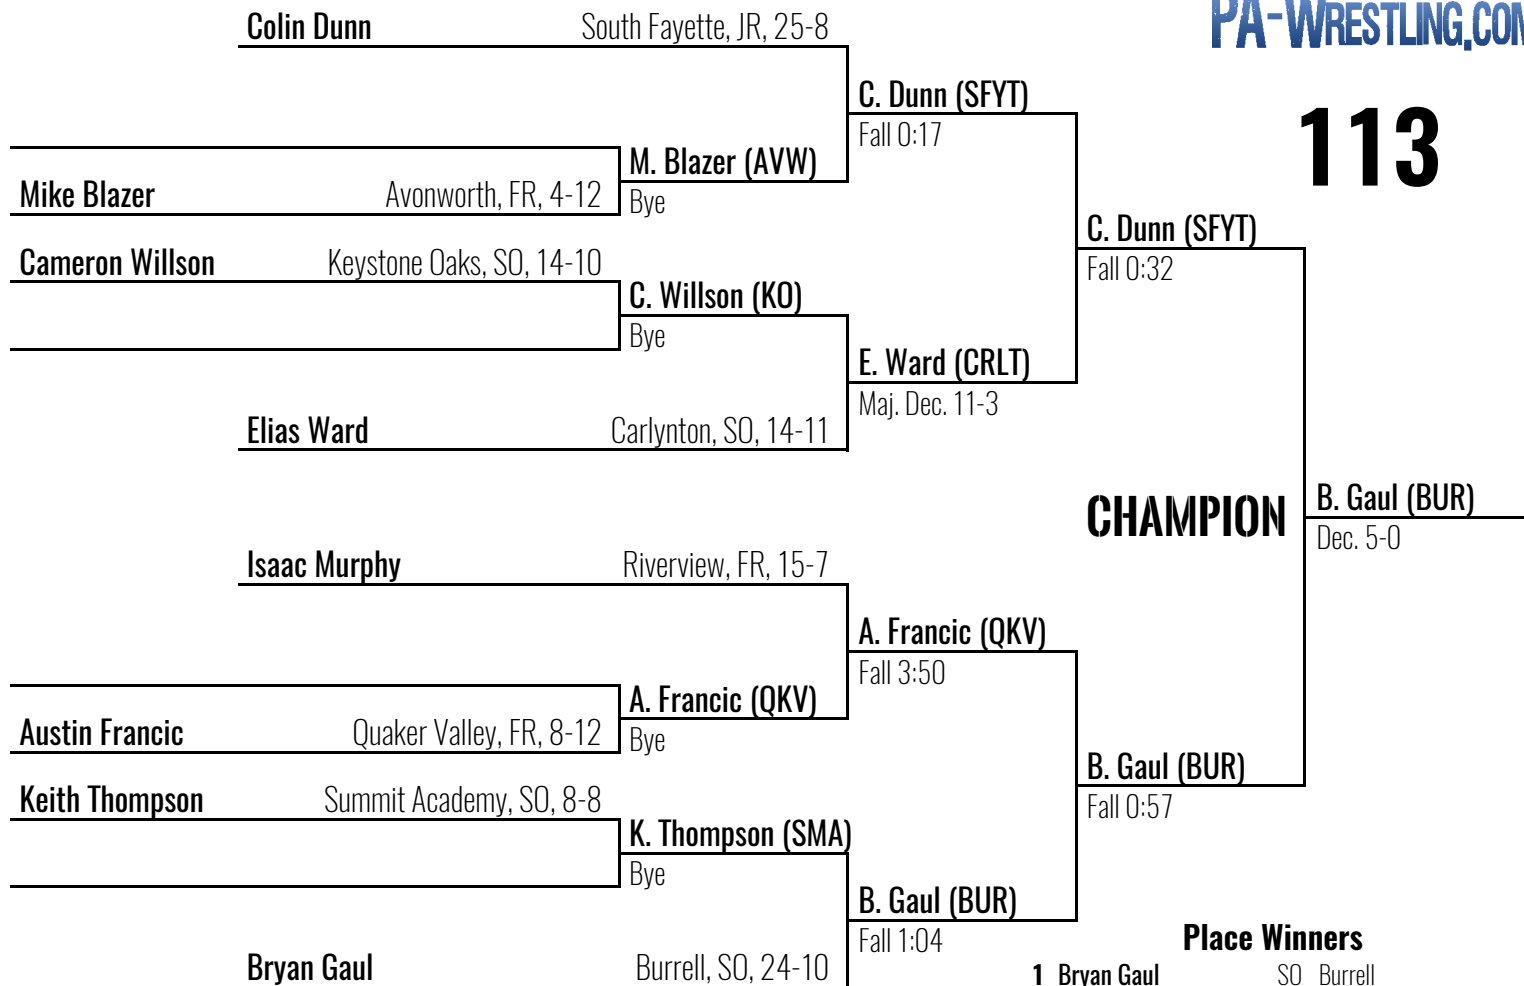 Colin Dunn South Fayette, JR, 25-8
PA-WRESTLING.COM
C. Dunn (SFYT)
Fall 0:17
113
M. Blazer (AVW)
Mike Blazer Avonworth, FR, 4-12
Bye
C. Dunn (SFYT)
Fall 0:32
Cameron Willson Keystone Oaks, SO, 14-10
C. Willson (KO)
Bye
E. Ward (CRLT)
Maj. Dec. 11-3
Elias Ward Carlynton, SO, 14-11
CHAMPION
B. Gaul (BUR)
Dec. 5-0
Isaac Murphy Riverview, FR, 15-7
A. Francic (QKV)
Fall 3:50
A. Francic (QKV)
Austin Francic Quaker Valley, FR, 8-12
Bye
B. Gaul (BUR)
Fall 0:57
Keith Thompson Summit Academy, SO, 8-8
K. Thompson (SMA)
Bye
B. Gaul (BUR)
Fall 1:04
Place Winners
Bryan Gaul Burrell, SO, 24-10
1 Bryan Gaul SO Burrell